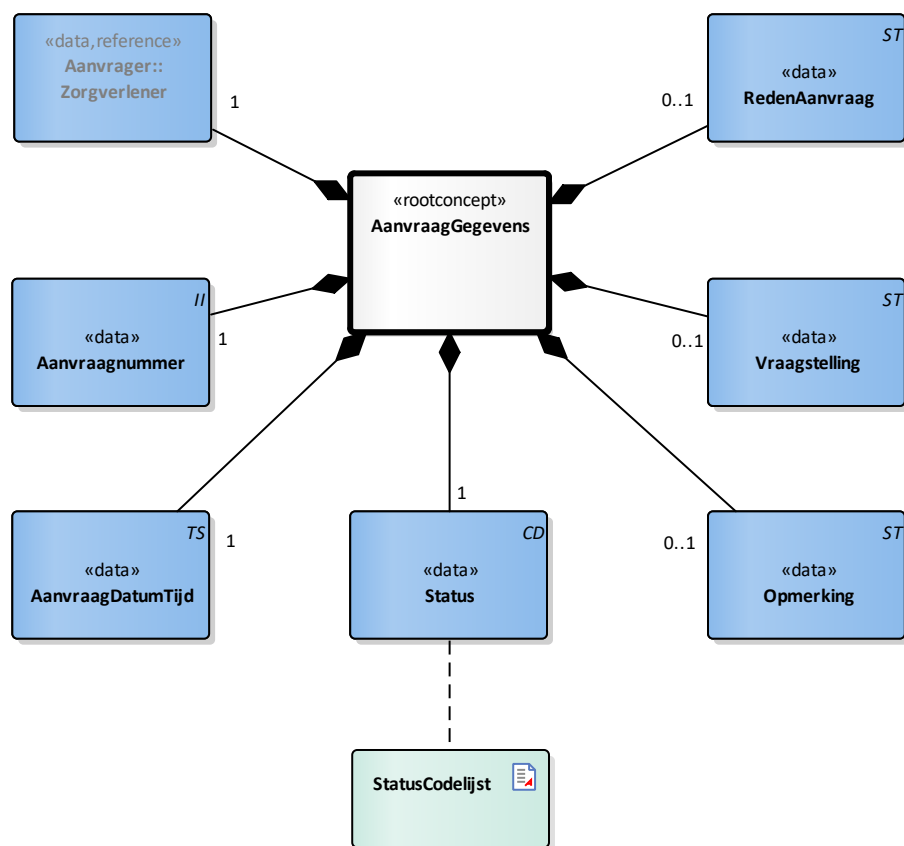 «data,reference»
Aanvrager::
Zorgverlener
1
ST
«data»
RedenAanvraag
0..1
«rootconcept»
AanvraagGegevens
II
«data»
Aanvraagnummer
1
ST
«data»
Vraagstelling
0..1
TS
«data»
AanvraagDatumTijd
1
CD
«data»
Status
1
ST
«data»
Opmerking
0..1
StatusCodelijst